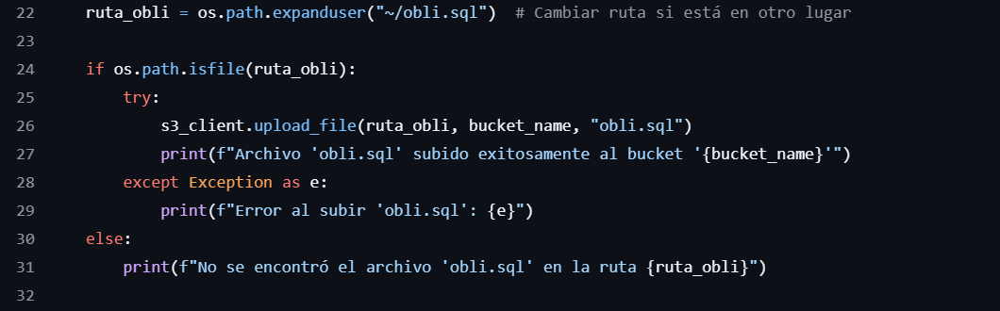 22 ruta_obli = os.path.expanduser("~/obli.sql")  # Cambiar ruta si está en otro lugar
23
24 if os.path.isfile(ruta_obli):
25 try:
26 s3_client.upload_file(ruta_obli, bucket_name, "obli.sql")
27 print(f"Archivo 'obli.sql' subido exitosamente al bucket '{bucket_name}'")
28 except Exception as e:
29 print(f"Error al subir 'obli.sql': {e}")
30 else:
31 print(f"No se encontró el archivo 'obli.sql' en la ruta {ruta_obli}")
32